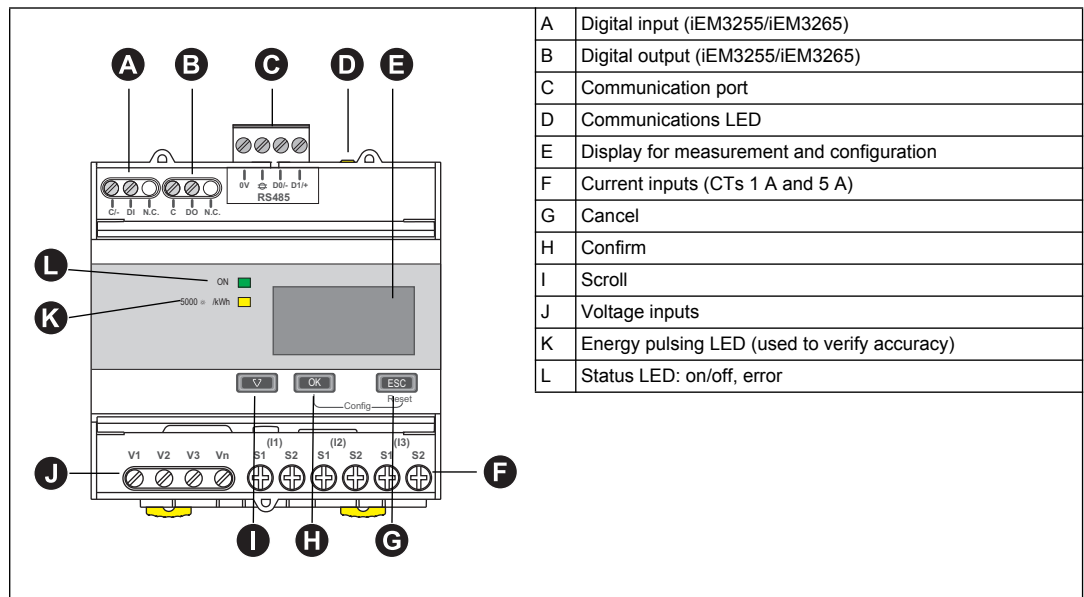 A B C D E
0V D0/- D1/+
RS485
C/- DI N.C. C DO N.C.
L
ON
K
5000 /kWh
OK ESC
Reset
Config
(I1) (I2) (I3)
V1 V2 V3 Vn S1 S2 S1 S2 S1 S2
J F
I H G
A Digital input (iEM3255/iEM3265)
B Digital output (iEM3255/iEM3265)
C Communication port
D Communications LED
E Display for measurement and configuration
F Current inputs (CTs 1 A and 5 A)
G Cancel
H Confirm
I Scroll
J Voltage inputs
K Energy pulsing LED (used to verify accuracy)
L Status LED: on/off, error